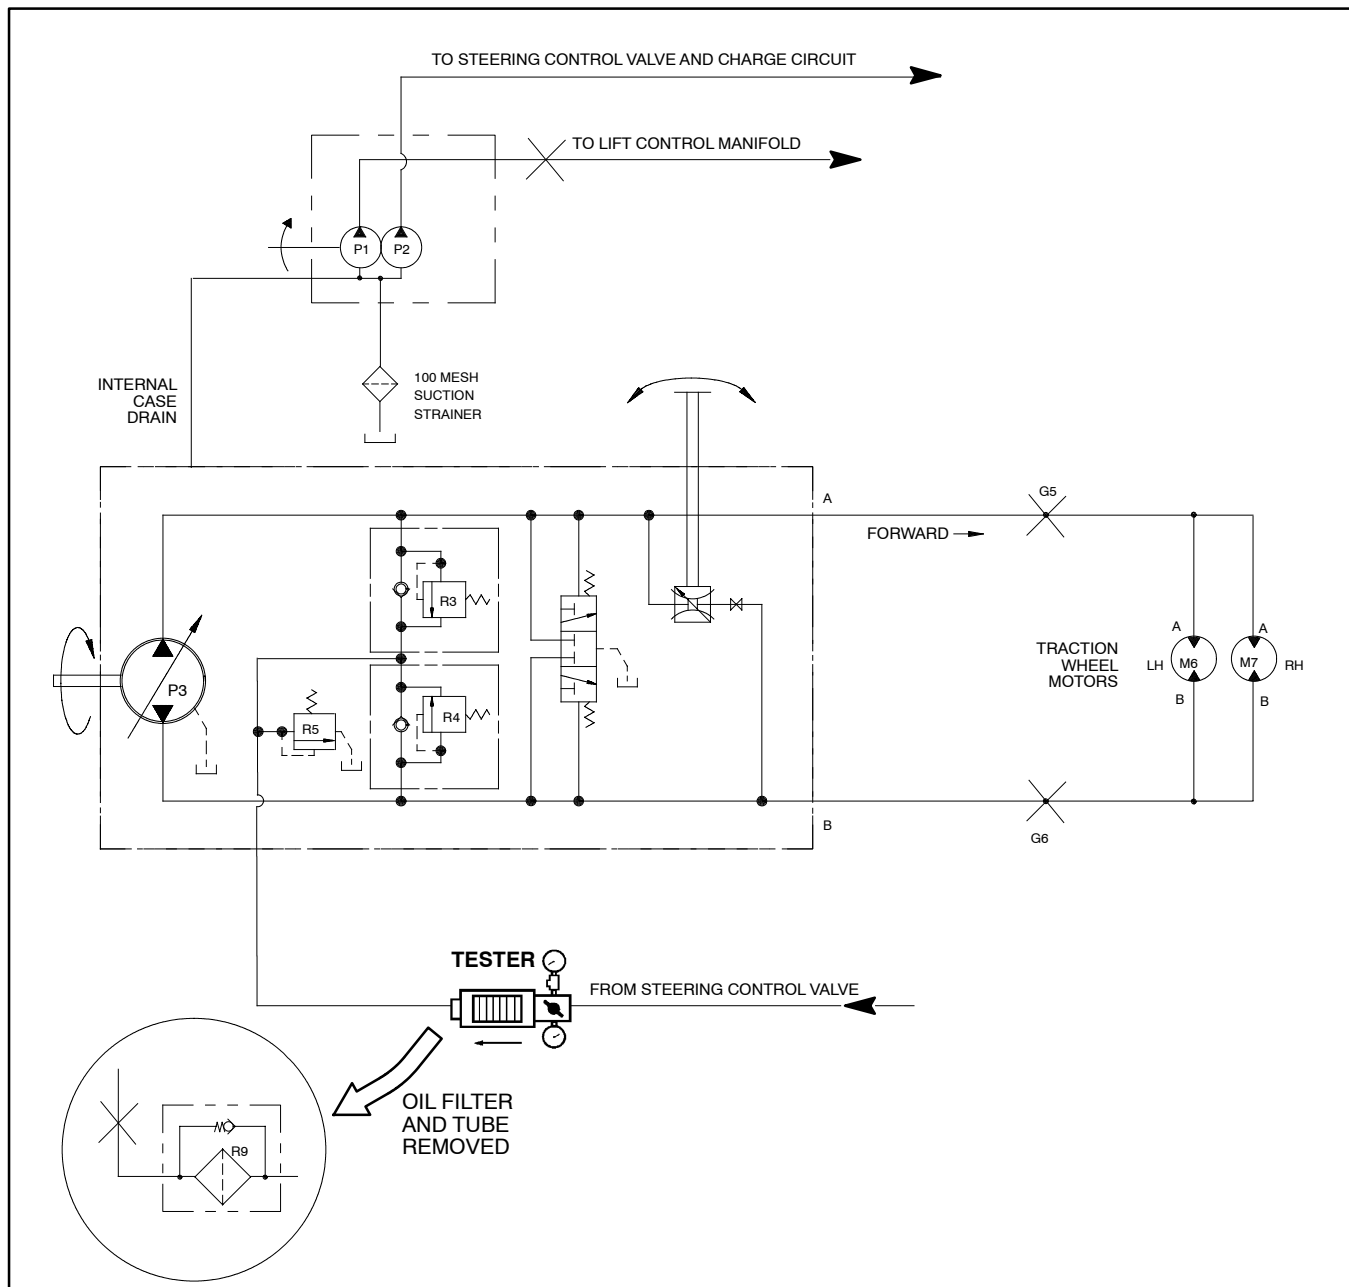 TO STEERING CONTROL VALVE AND CHARGE CIRCUIT
TO LIFT CONTROL MANIFOLD
P1
P2
INTERNAL
CASE
DRAIN
100 MESH
SUCTION
STRAINER
A
G5
FORWARD
R3
P3
R5
R4
TRACTION
WHEEL
MOTORS
LH
A
M6
B
A
M7
B
RH
B
G6
TESTER
FROM STEERING CONTROL VALVE
OIL FILTER
AND TUBE
REMOVED
R9